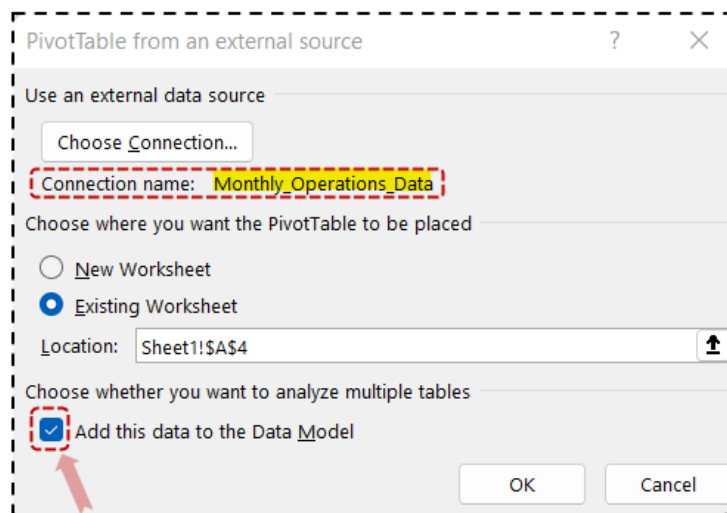 PivotTable from an external source ?
Use an external data source
Choose Connection...
Connection name: Monthly_Operations_Data
Choose where you want the PivotTable to be placed
New Worksheet
Existing Worksheet
Location: Sheet1!$A$4
Choose whether you want to analyze multiple tables
Add this data to the Data Model
OK Cancel